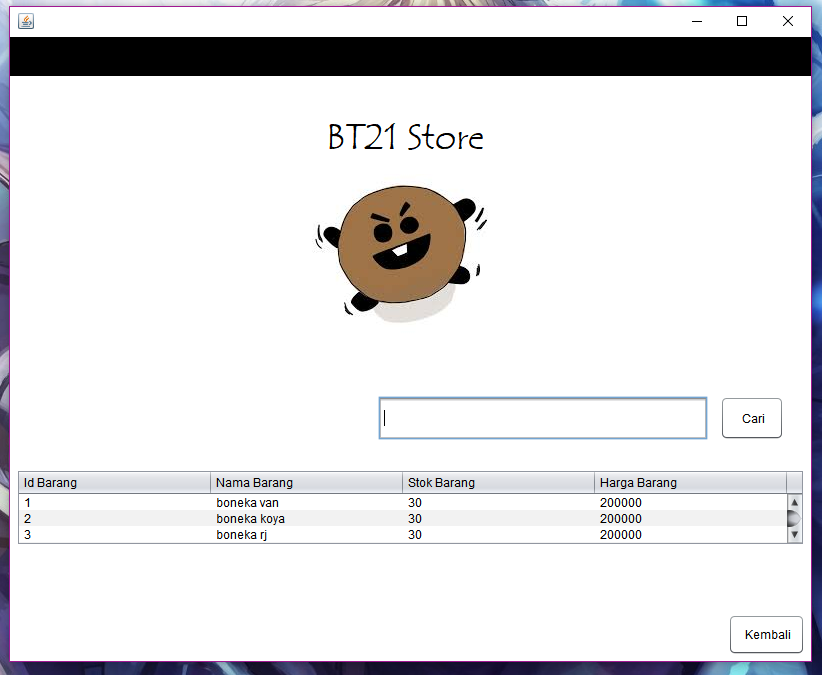 BT21 Store
Cari
Id Barang Nama Barang Stok Barang Harga Barang
1 boneka van 30 200000
2 boneka koya 30 200000
3 boneka rj 30 200000
Kembali